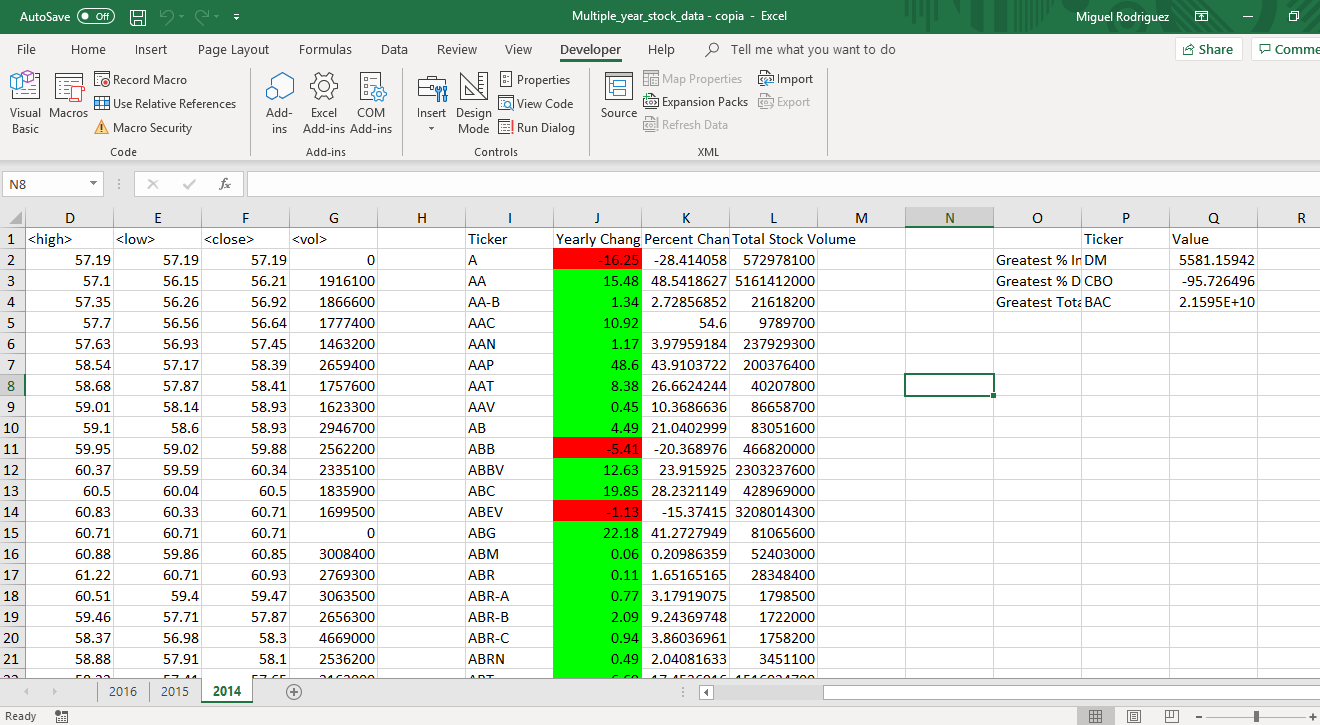 AutoSave Off Multiple_year_stock_data - copia - Excel Miguel Rodriguez
File Home Insert Page Layout Formulas Data Review View Developer Help Tell me what you want to do Share Comme
Visual Basic
Macros
Record Macro
Use Relative References
Macro Security
Code
Add-ins
Excel Add-ins
COM Add-ins
Add-ins
Insert
Design Mode
Properties
View Code
Run Dialog
Controls
Source
Map Properties
Expansion Packs
Refresh Data
Import
Export
XML
N8 fx
D E F G H I J K L M N O P Q R
1 <high> <low> <close> <vol> Ticker Yearly Chang Percent Chan Total Stock Volume Ticker Value
2 57.19 57.19 57.19 0 A -16.25 -28.414058 572978100 Greatest % In DM 5581.15942
3 57.1 56.15 56.21 1916100 AA 15.48 48.5418627 5161412000 Greatest % D CBO -95.726496
4 57.35 56.26 56.92 1866600 AA-B 1.34 2.72856852 21618200 Greatest Tota BAC 2.1595E+10
5 57.7 56.56 56.64 1777400 AAC 10.92 54.6 9789700
6 57.63 56.93 57.45 1463200 AAN 1.17 3.97959184 237929300
7 58.54 57.17 58.39 2659400 AAP 48.6 43.9103722 200376400
8 58.68 57.87 58.41 1757600 AAT 8.38 26.6624244 40207800
9 59.01 58.14 58.93 1623300 AAV 0.45 10.3686636 86658700
10 59.1 58.6 58.93 2946700 AB 4.49 21.0402999 83051600
11 59.95 59.02 59.88 2562200 ABB -5.41 -20.368976 466820000
12 60.37 59.59 60.34 2335100 ABBV 12.63 23.915925 2303237600
13 60.5 60.04 60.5 1835900 ABC 19.85 28.2321149 428969000
14 60.83 60.33 60.71 1699500 ABEV -1.13 -15.37415 3208014300
15 60.71 60.71 60.71 0 ABG 22.18 41.2727949 81065600
16 60.88 59.86 60.85 3008400 ABM 0.06 0.20986359 52403000
17 61.22 60.71 60.93 2769300 ABR 0.11 1.65165165 28348400
18 60.51 59.4 59.47 3063500 ABR-A 0.77 3.17919075 1798500
19 59.46 57.71 57.87 2656300 ABR-B 2.09 9.24369748 1722000
20 58.37 56.98 58.3 4669000 ABR-C 0.94 3.86036961 1758200
21 58.88 57.91 58.1 2536200 ABRN 0.49 2.04081633 3451100
2016 2015 2014
Ready